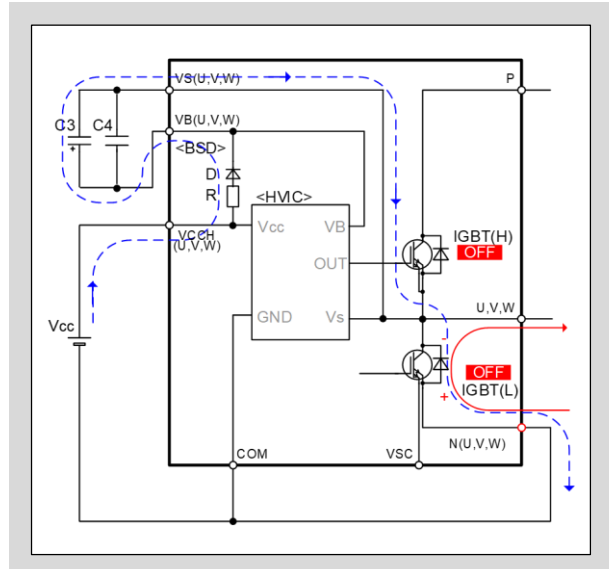 VS(U,V,W)
P
VB(U,V,W)
C3
C4
+
<BSD>
D
R
<HVIC>
Vcc
VB
VCCH
(U,V,W)
IGBT(H)
OFF
OUT
U,V,W
GND
Vs
Vcc
-
OFF
IGBT(L)
+
N(U,V,W)
COM
VSC